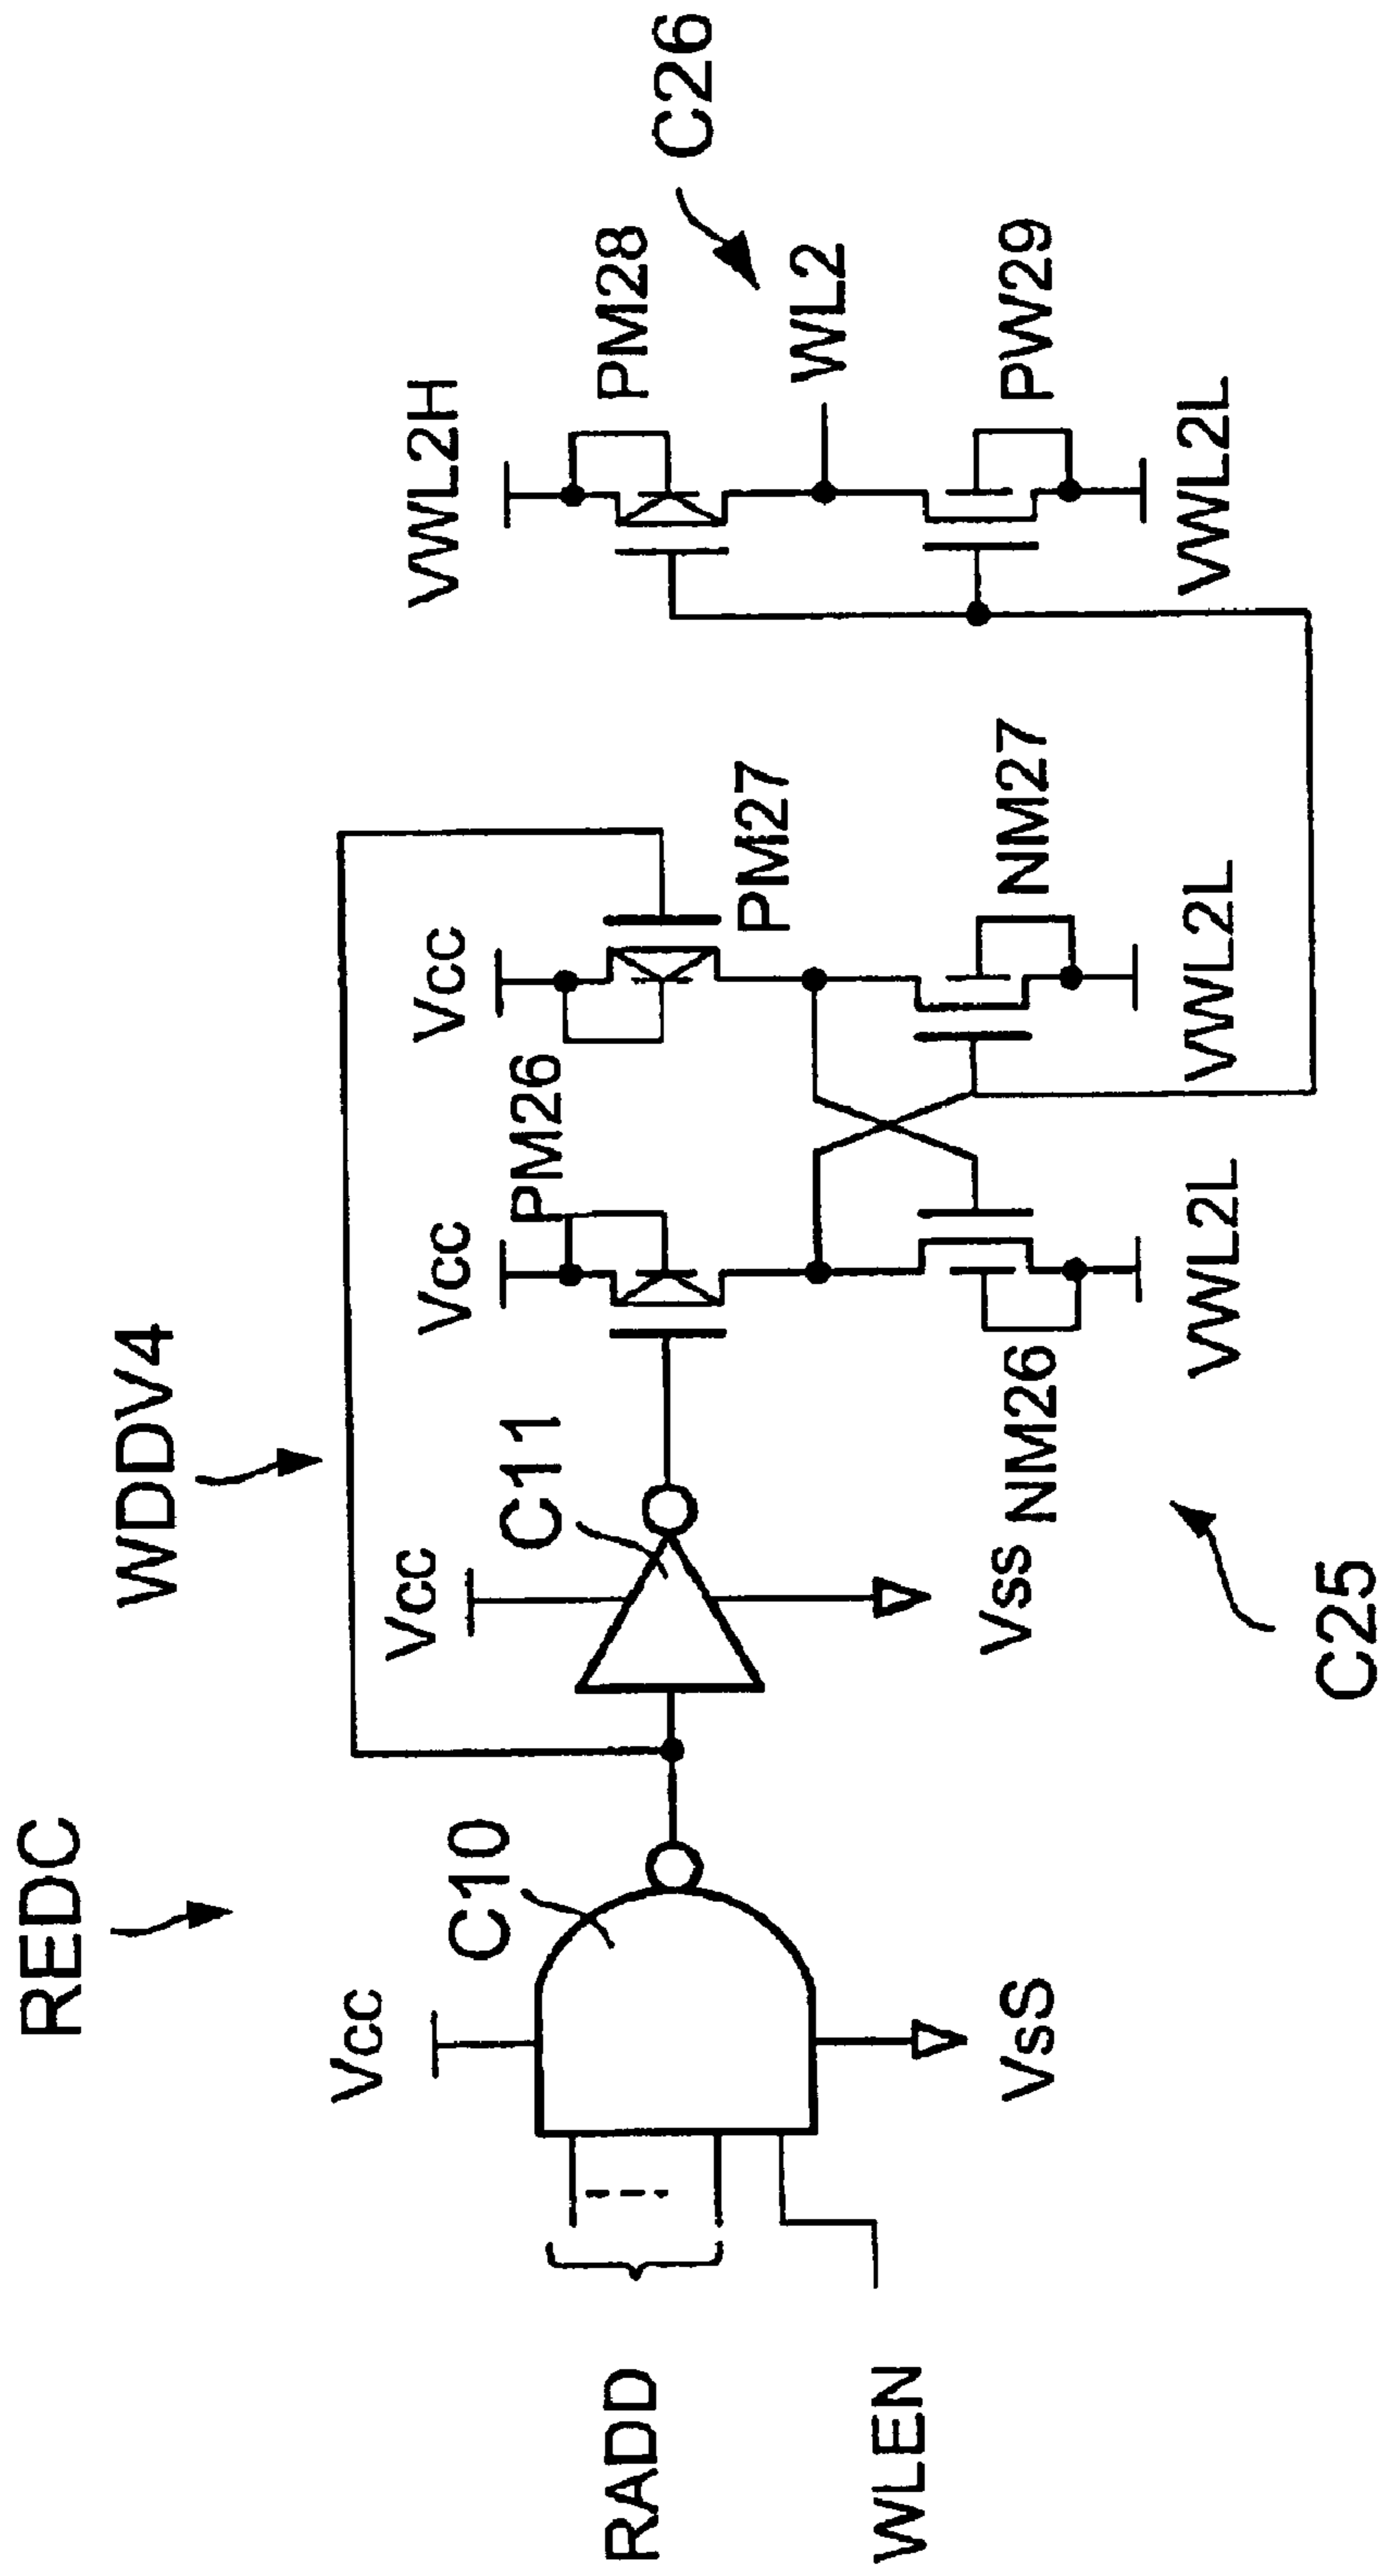 REDC
WDDV4
Vcc
C10
Vcc
C11
Vcc
PM26
Vcc
PM27
VWL2H
PM28
C26
WL2
RADD
WLEN
VsS
Vss
NM26
VWL2L
NM27
VWL2L
PW29
VWL2L
C25